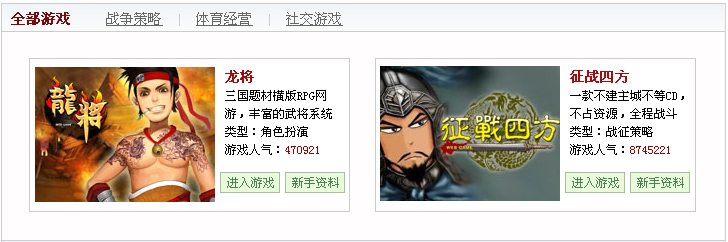 全部游戏 战争策略 | 体育经营 | 社交游戏
龍将
WEB GAME
龙将
三国题材横版RPG网
游，丰富的武将系统
类型：角色扮演
游戏人气：470921
进入游戏 新手资料
征戰四方
WEB GAME
征战四方
一款不建主城不等CD，
不占资源，全程战斗
类型：战征策略
游戏人气：8745221
进入游戏 新手资料